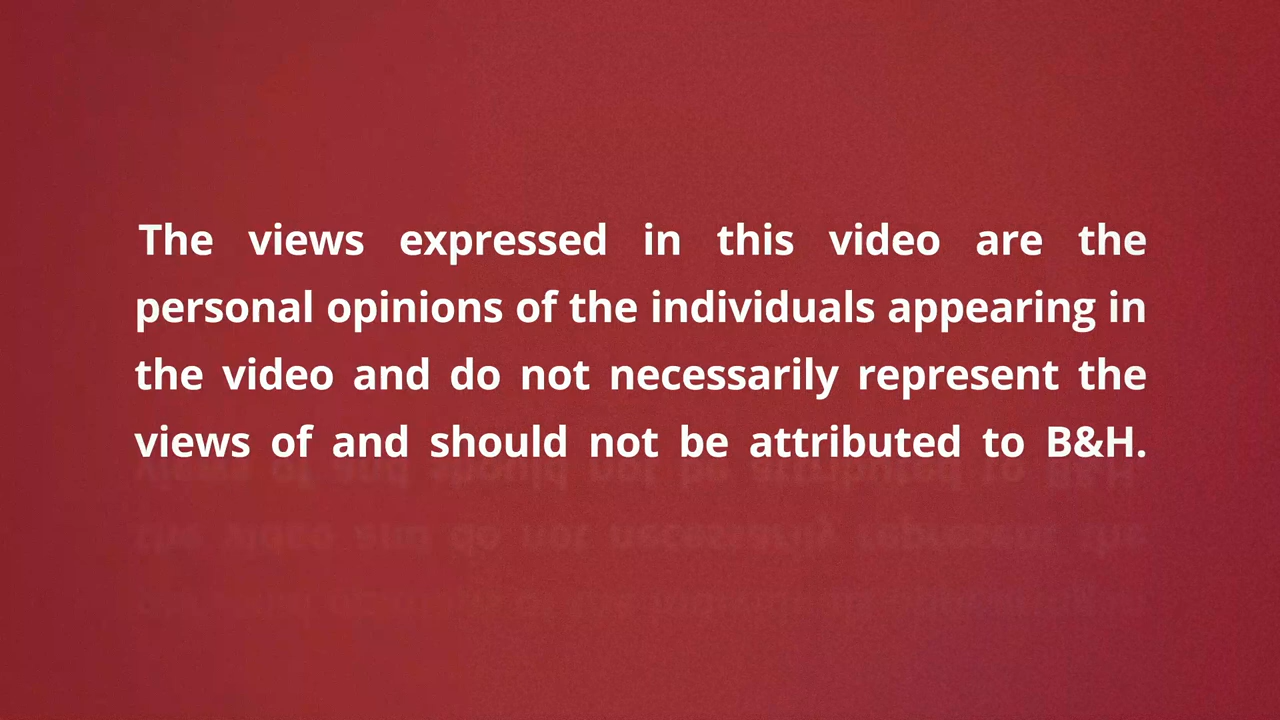 The views expressed in this video are the
personal opinions of the individuals appearing in
the video and do not necessarily represent the
views of and should not be attributed to B&H.